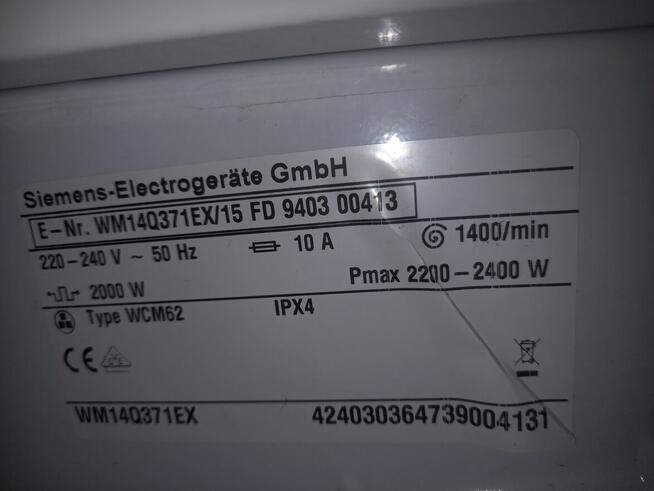 Siemens-Electrogeräte GmbH
E-Nr. WM14Q371EX/15 FD 9403 00413
220-240 V ~ 50 Hz 10 A 1400/min
2000 W Pmax 2200-2400 W
Type WCM62 IPX4
CE
WM14Q371EX 424030364739004131